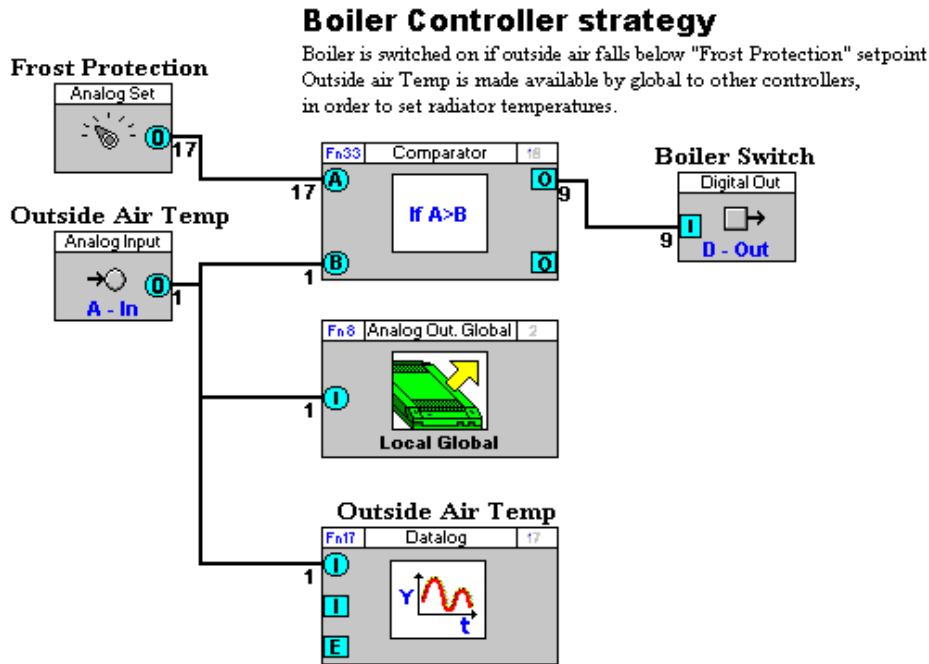 Boiler Controller strategy
Boiler is switched on if outside air falls below "Frost Protection" setpoint
Outside air Temp is made available by global to other controllers,
in order to set radiator temperatures.
Frost Protection
Analog Set
O
17
Fn33 Comparator 18
17 A
If A>B
O
9
B
1
O
Boiler Switch
Digital Out
9 I
D - Out
Outside Air Temp
Analog Input
O
1
A - In
Fn8 Analog Out. Global 2
1 I
Local Global
Outside Air Temp
Fn17 Datalog 17
1 I
Y
t
I
E